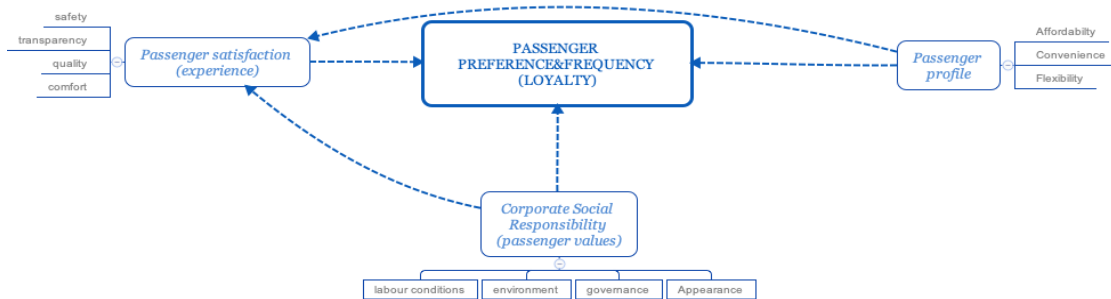 safety
transparency
quality
comfort
Passenger satisfaction
(experience)
PASSENGER
PREFERENCE&FREQUENCY
(LOYALTY)
Passenger
profile
Affordabilty
Convenience
Flexibility
Corporate Social
Responsibility
(passenger values)
labour conditions
environment
governance
Appearance